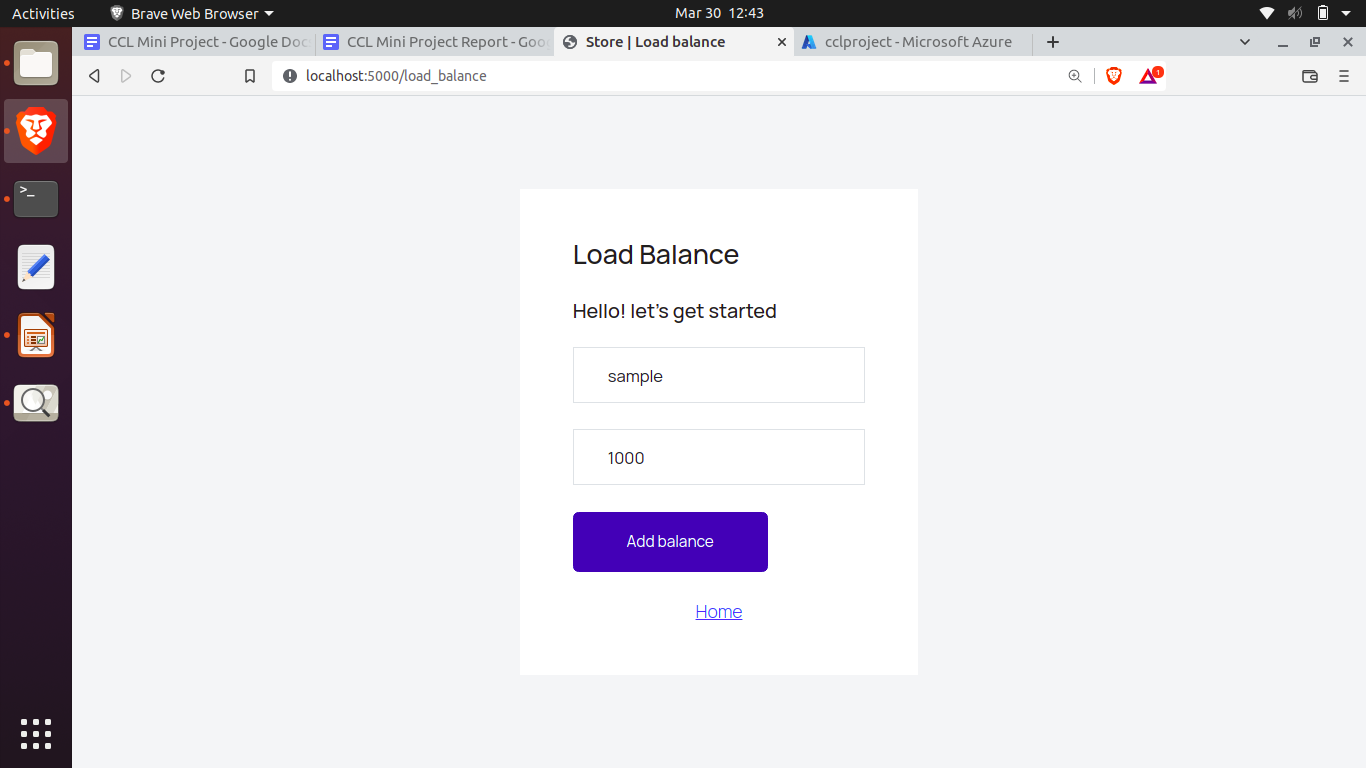 Activities
Brave Web Browser
Mar 30 12:43
CCL Mini Project - Google Docs
CCL Mini Project Report - Goo
Store | Load balance
cclproject - Microsoft Azure
localhost:5000/load_balance
1
>_
Load Balance
Hello! let's get started
sample
1000
Add balance
Home